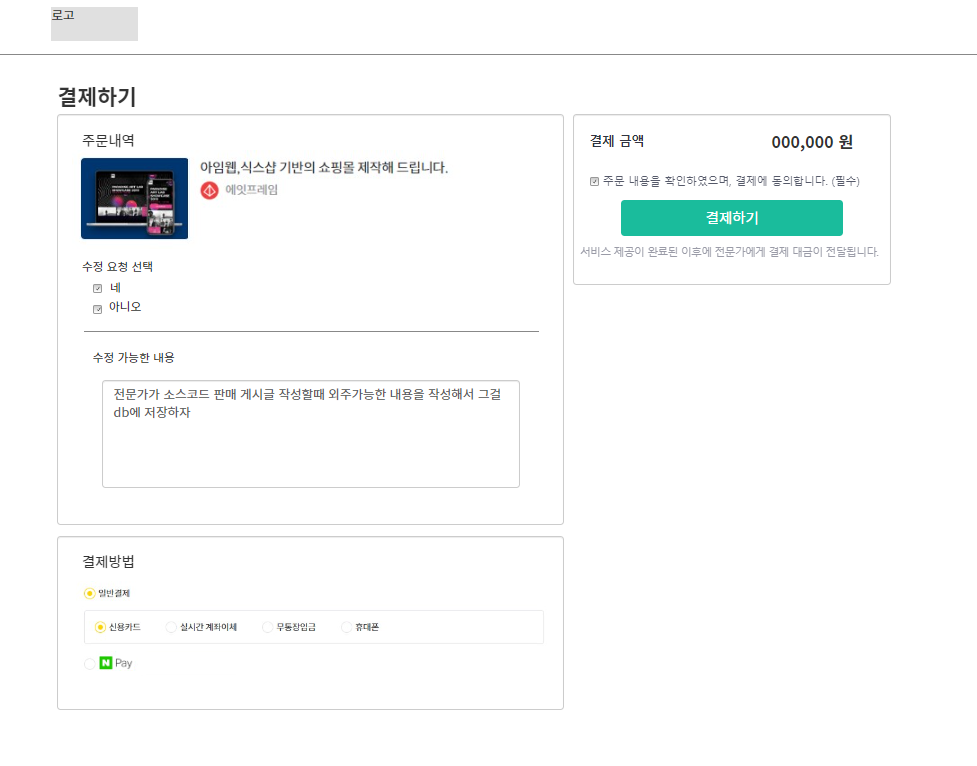 로고
결제하기
주문내역
아임웹,식스샵 기반의 쇼핑몰 제작해 드립니다.
에잇프레임
수정 요청 선택
네
아니오
수정 가능한 내용
전문가가 소스코드 판매 게시글 작성할때 외주가능한 내용을 작성해서 그걸
db에 저장하자
결제방법
일반결제
신용카드 실시간 계좌이체 무통장입금 휴대폰
N Pay
결제 금액 000,000 원
주문 내용을 확인하였으며, 결제에 동의합니다. (필수)
결제하기
서비스 제공이 완료된 이후에 전문가에게 결제 대금이 전달됩니다.